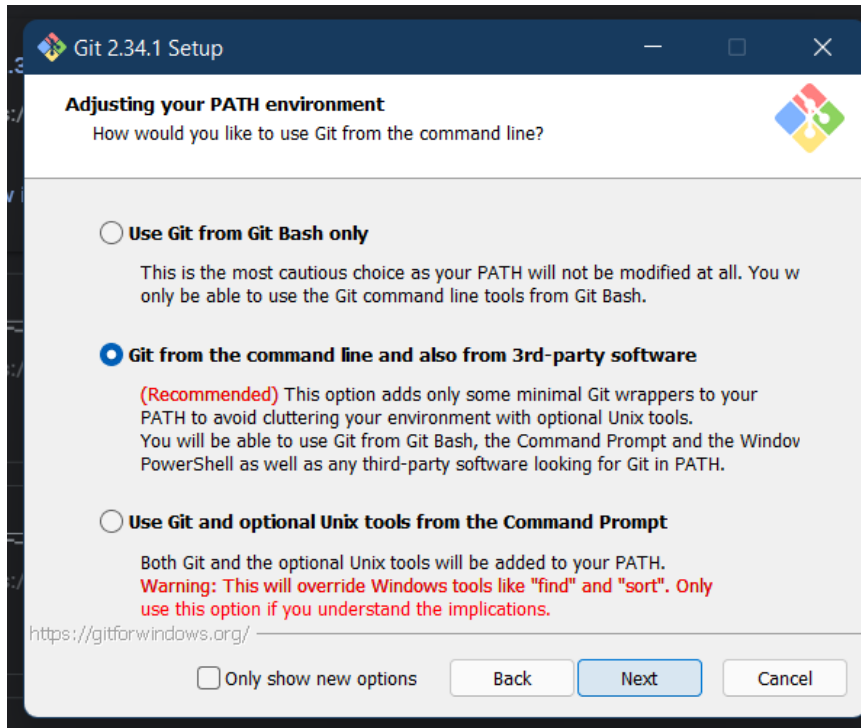 Git 2.34.1 Setup
Adjusting your PATH environment
How would you like to use Git from the command line?
Use Git from Git Bash only
This is the most cautious choice as your PATH will not be modified at all. You w
only be able to use the Git command line tools from Git Bash.
Git from the command line and also from 3rd-party software
(Recommended) This option adds only some minimal Git wrappers to your
PATH to avoid cluttering your environment with optional Unix tools.
You will be able to use Git from Git Bash, the Command Prompt and the Window
PowerShell as well as any third-party software looking for Git in PATH.
Use Git and optional Unix tools from the Command Prompt
Both Git and the optional Unix tools will be added to your PATH.
Warning: This will override Windows tools like "find" and "sort". Only
use this option if you understand the implications.
https://gitforwindows.org/
Only show new options
Back
Next
Cancel